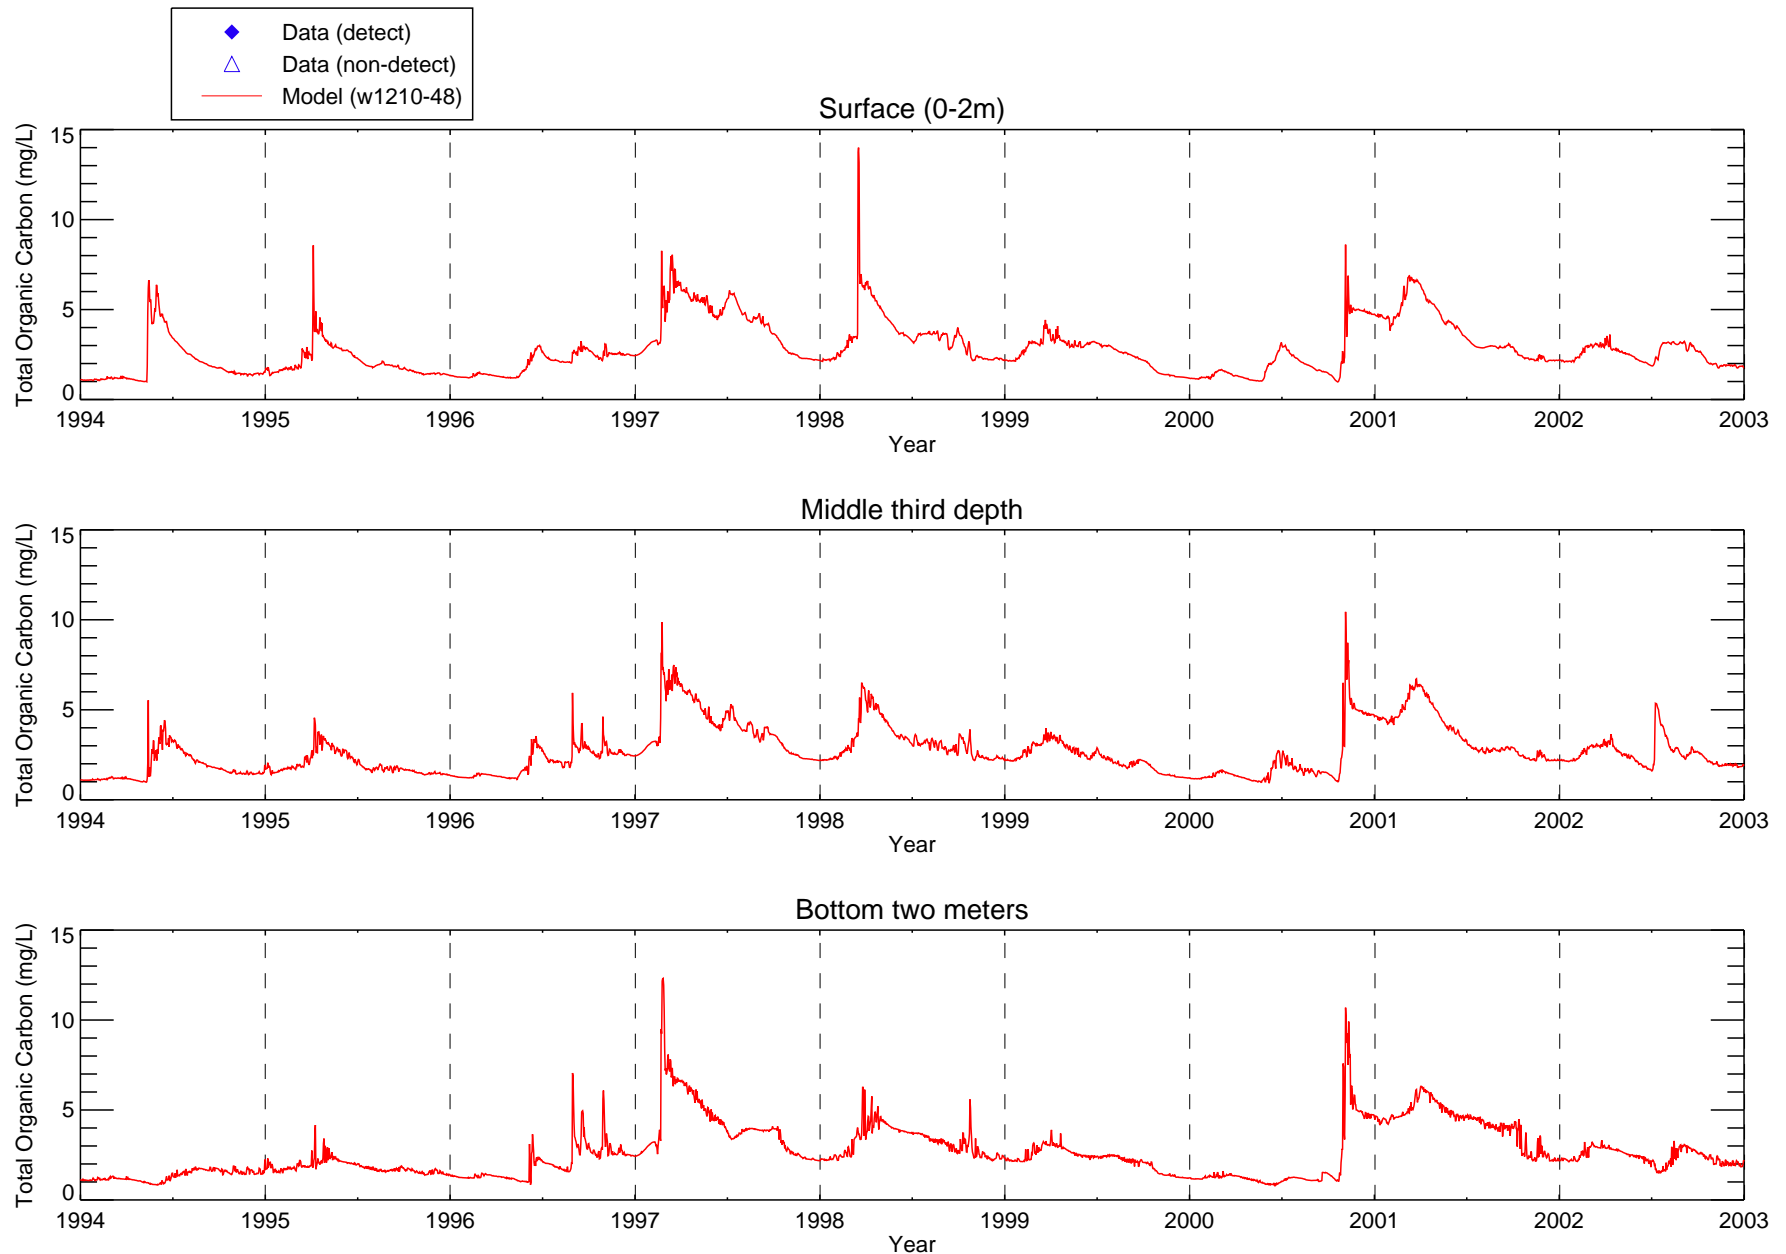 Data (detect)
Data (non-detect)
Model (w1210-48)
Surface (0-2m)
Total Organic Carbon (mg/L)
15
10
5
0
1994 1995 1996 1997 1998 1999 2000 2001 2002 2003
Year
Middle third depth
Total Organic Carbon (mg/L)
15
10
5
0
1994 1995 1996 1997 1998 1999 2000 2001 2002 2003
Year
Bottom two meters
Total Organic Carbon (mg/L)
15
10
5
0
1994 1995 1996 1997 1998 1999 2000 2001 2002 2003
Year